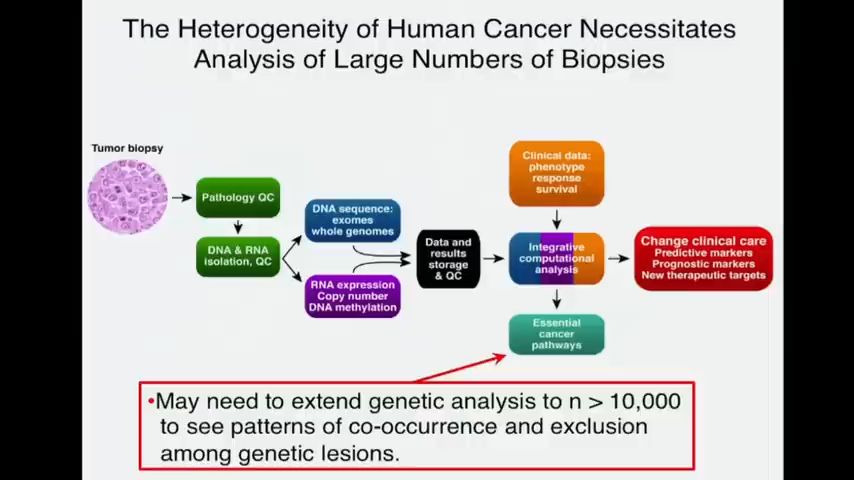 The Heterogeneity of Human Cancer Necessitates
Analysis of Large Numbers of Biopsies
Tumor biopsy
Pathology QC
DNA & RNA
isolation, QC
DNA sequence:
exomes
whole genomes
RNA expression
Copy number
DNA methylation
Data and
results
storage
& QC
Clinical data:
phenotype
response
survival
Integrative
computational
analysis
Essential
cancer
pathways
Change clinical care
Predictive markers
Prognostic markers
New therapeutic targets
•May need to extend genetic analysis to n > 10,000
to see patterns of co-occurrence and exclusion
among genetic lesions.